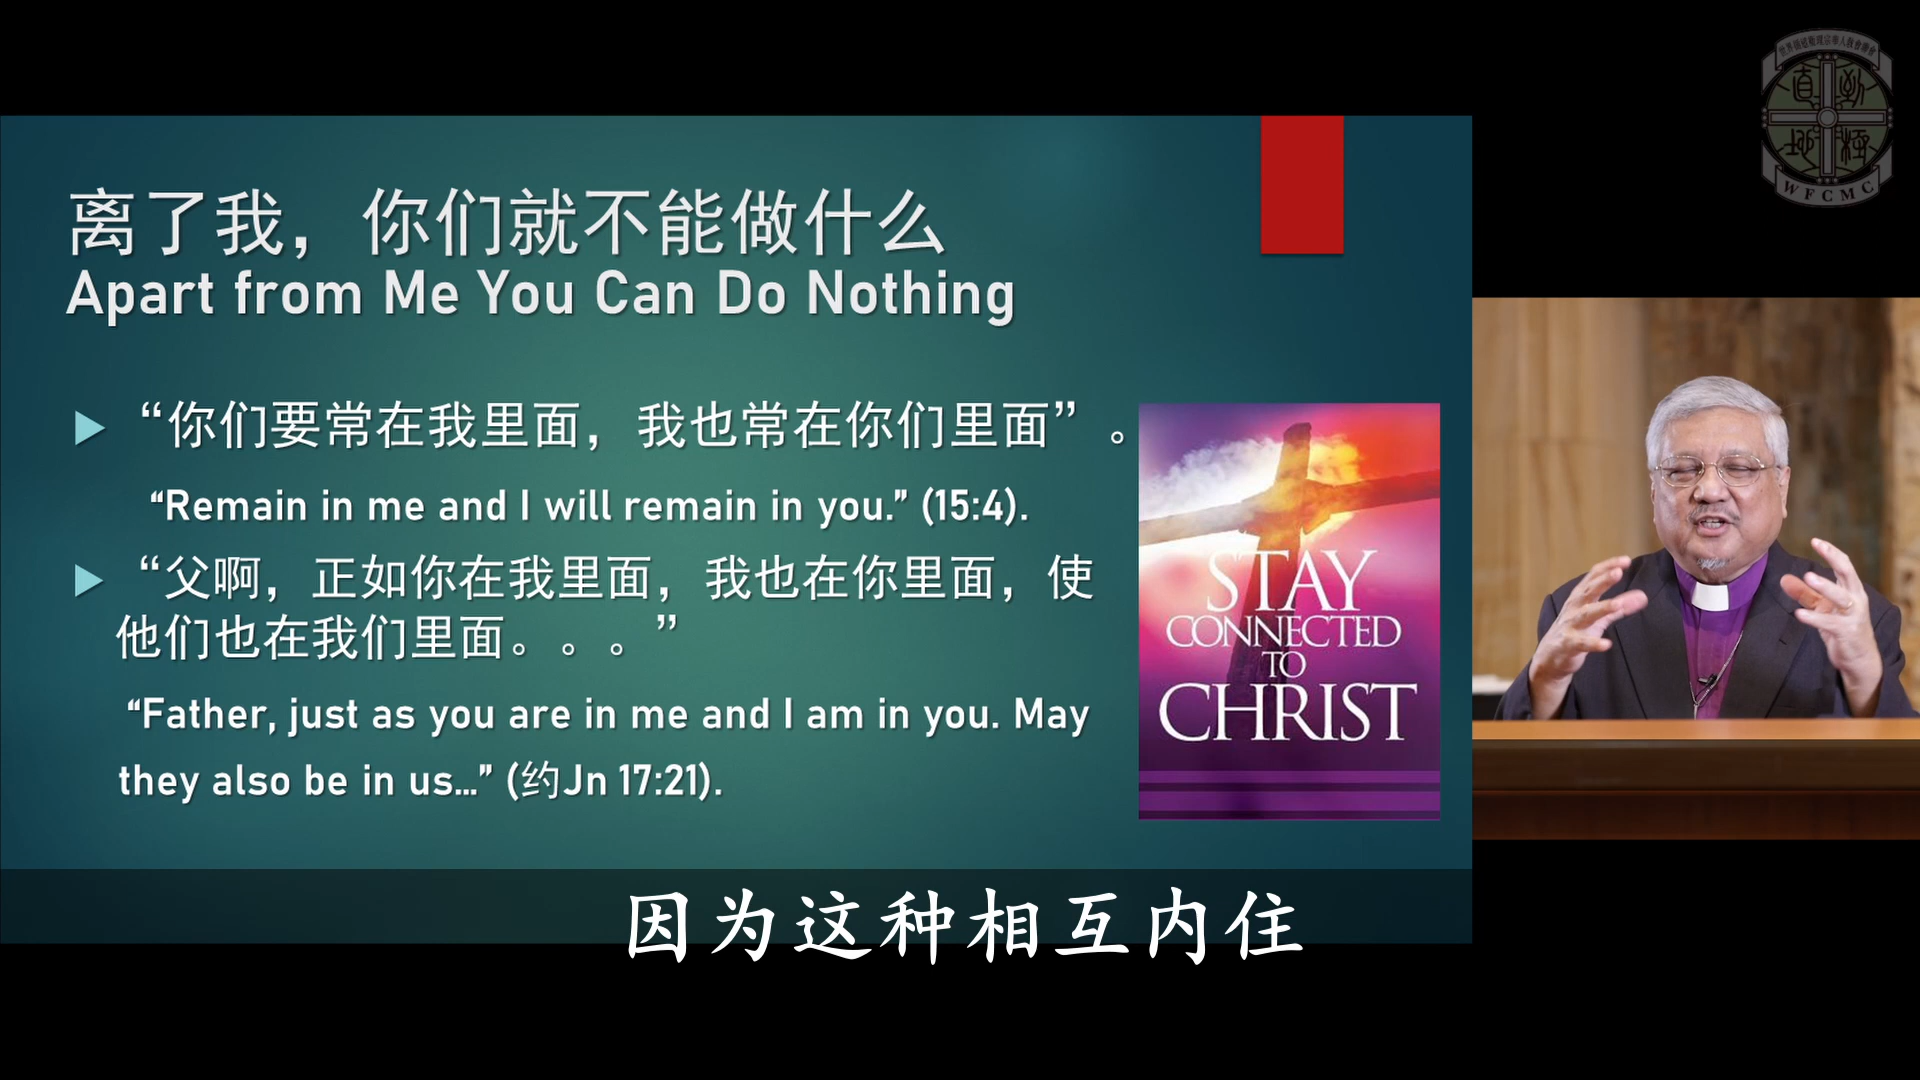 离了我，你们就不能做什么
Apart from Me You Can Do Nothing
“你们要常在我里面，我也常在你们里面”。
“Remain in me and I will remain in you.” (15:4).
“父啊，正如你在我里面，我也在你里面，使
他们也在我们里面。。。”
“Father, just as you are in me and I am in you. May
they also be in us…” (约Jn 17:21).
STAY
CONNECTED
TO
CHRIST
因为这种相互内住
WFCMC